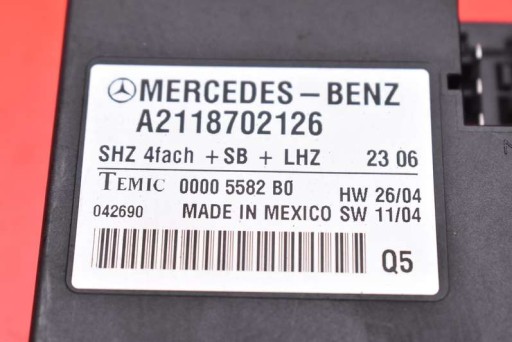 MERCEDES-BENZ
A2118702126
SHZ 4fach + SB + LHZ 23 06
TEMIC 0000 5582 B0 HW 26/04
042690 MADE IN MEXICO SW 11/04
Q5